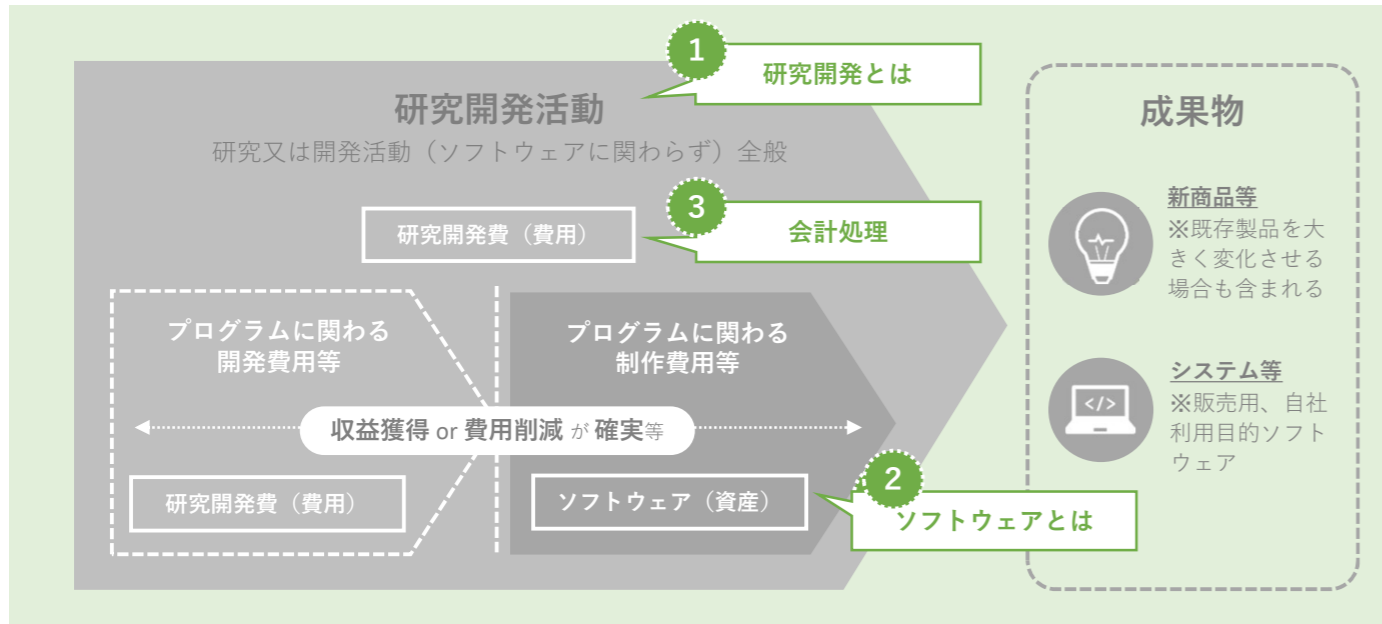 1
研究開発とは
研究開発活動
研究又は開発活動（ソフトウェアに関わらず）全般
3
会計処理
研究開発費（費用）
プログラムに関わる
開発費用等
プログラムに関わる
制作費用等
収益獲得 or 費用削減 が 確実等
研究開発費（費用）
ソフトウェア（資産）
2
ソフトウェアとは
成果物
新商品等
※既存製品を大
きく変化させる
場合も含まれる
</>
システム等
※販売用、自社
利用目的ソフト
ウェア